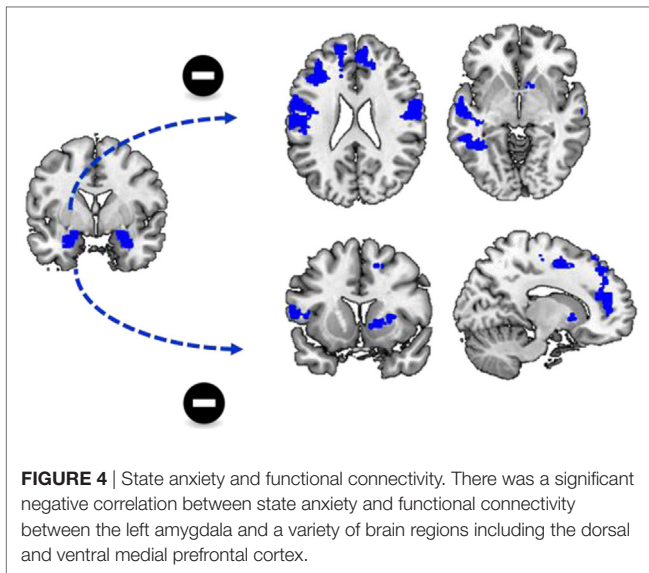 FIGURE 4 | State anxiety and functional connectivity. There was a significant
negative correlation between state anxiety and functional connectivity
between the left amygdala and a variety of brain regions including the dorsal
and ventral medial prefrontal cortex.